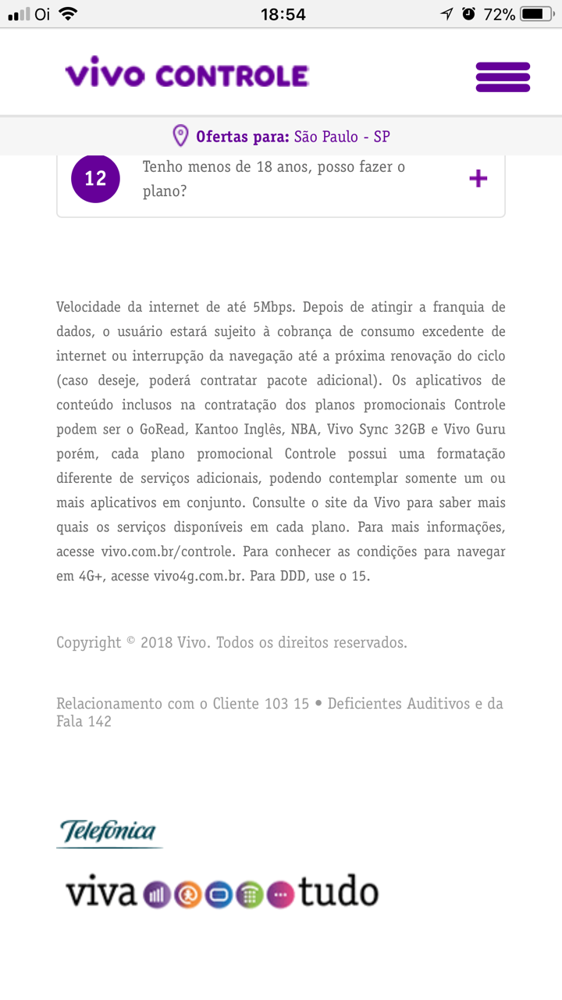 Oi 18:54 72%
vivo CONTROLE
Ofertas para: São Paulo - SP
12 Tenho menos de 18 anos, posso fazer o
plano?
Velocidade da internet de até 5Mbps. Depois de atingir a franquia de
dados, o usuário estará sujeito à cobrança de consumo excedente de
internet ou interrupção da navegação até a próxima renovação do ciclo
(caso deseje, poderá contratar pacote adicional). Os aplicativos de
conteúdo inclusos na contratação dos planos promocionais Controle
podem ser o GoRead, Kantoo Inglês, NBA, Vivo Sync 32GB e Vivo Guru
porém, cada plano promocional Controle possui uma formatação
diferente de serviços adicionais, podendo contemplar somente um ou
mais aplicativos em conjunto. Consulte o site da Vivo para saber mais
quais os serviços disponíveis em cada plano. Para mais informações,
acesse vivo.com.br/controle. Para conhecer as condições para navegar
em 4G+, acesse vivo4g.com.br. Para DDD, use o 15.
Copyright © 2018 Vivo. Todos os direitos reservados.
Relacionamento com o Cliente 103 15 • Deficientes Auditivos e da
Fala 142
Telefónica
viva tudo